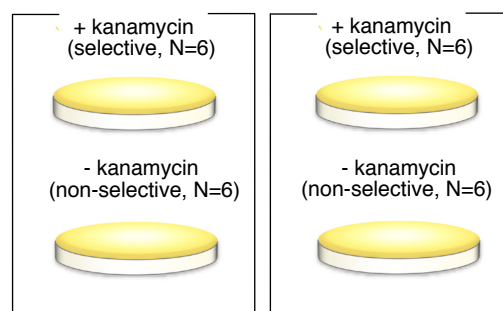 + kanamycin
(selective, N=6)
- kanamycin
(non-selective, N=6)
+ kanamycin
(selective, N=6)
- kanamycin
(non-selective, N=6)